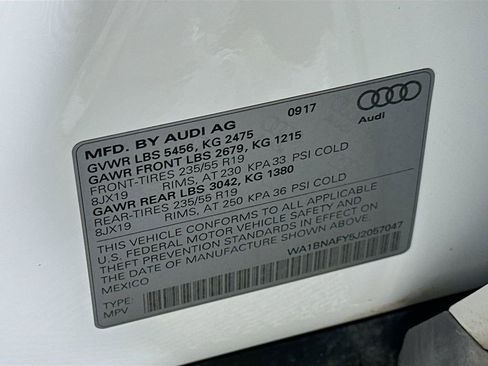 09 17
Audi
MFD. BY AUDI AG
GVWR LBS 5456, KG 2475
GAWR FRONT LBS 2679, KG 1215
FRONT-TIRES 235/55 R19
8JX19 RIMS, AT 230 KPA 33 PSI COLD
GAWR REAR LBS 3042, KG 1380
REAR-TIRES 235/55 R19
8JX19 RIMS, AT 250 KPA 36 PSI COLD
THIS VEHICLE CONFORMS TO ALL APPLICABLE
U.S. FEDERAL MOTOR VEHICLE SAFETY AND
THEFT PREVENTION STANDARDS IN EFFECT ON
THE DATE OF MANUFACTURE SHOWN ABOVE.
MEXICO
WA1BNAFY5J2057047
TYPE:
MPV